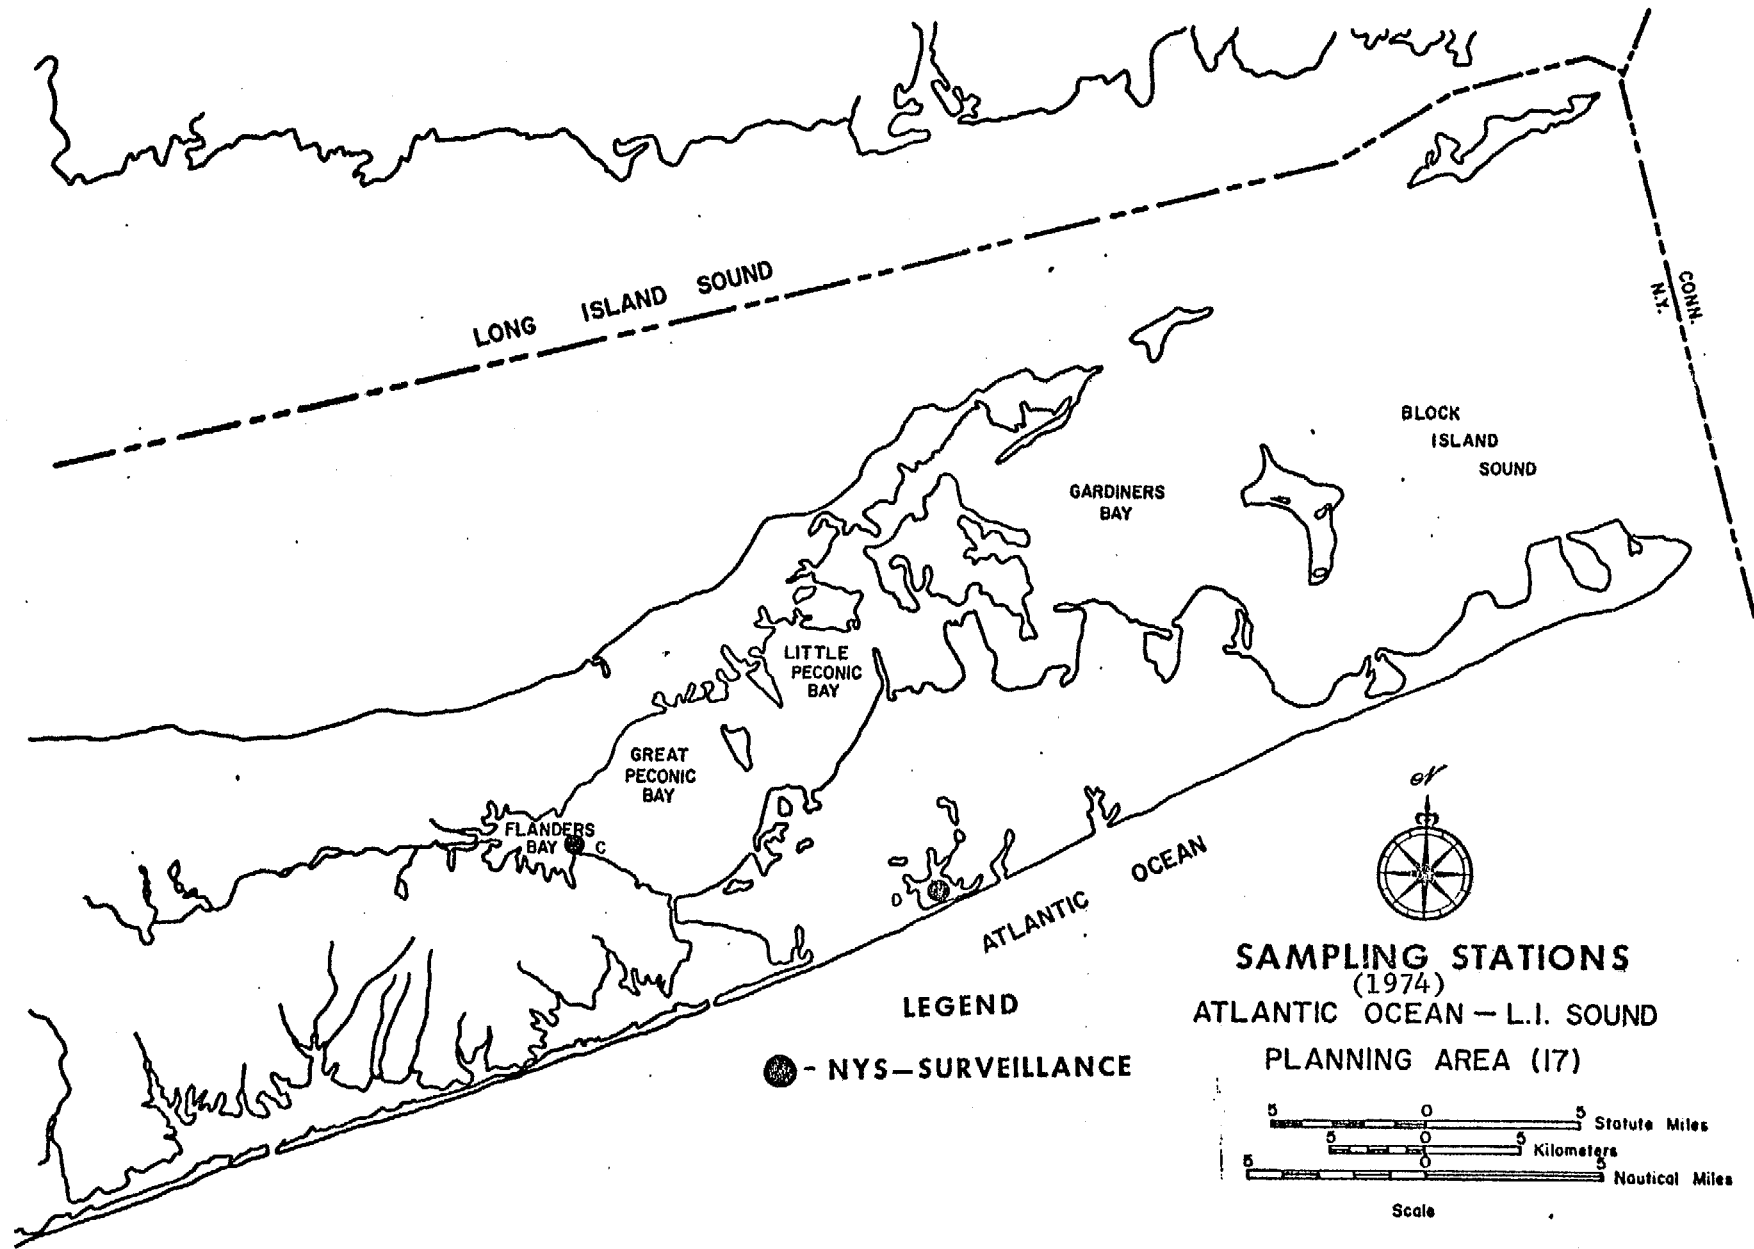 LONG ISLAND SOUND
CONN.
N.Y.
BLOCK
ISLAND
SOUND
GARDINERS
BAY
LITTLE
PECONIC
BAY
GREAT
PECONIC
BAY
FLANDERS
BAY
C
D
ATLANTIC OCEAN
N
SAMPLING STATIONS
(1974)
ATLANTIC OCEAN — L.I. SOUND
PLANNING AREA (17)
LEGEND
- NYS—SURVEILLANCE
5 0 5 Statute Miles
5 0 5 Kilometers
5 0 5 Nautical Miles
Scale